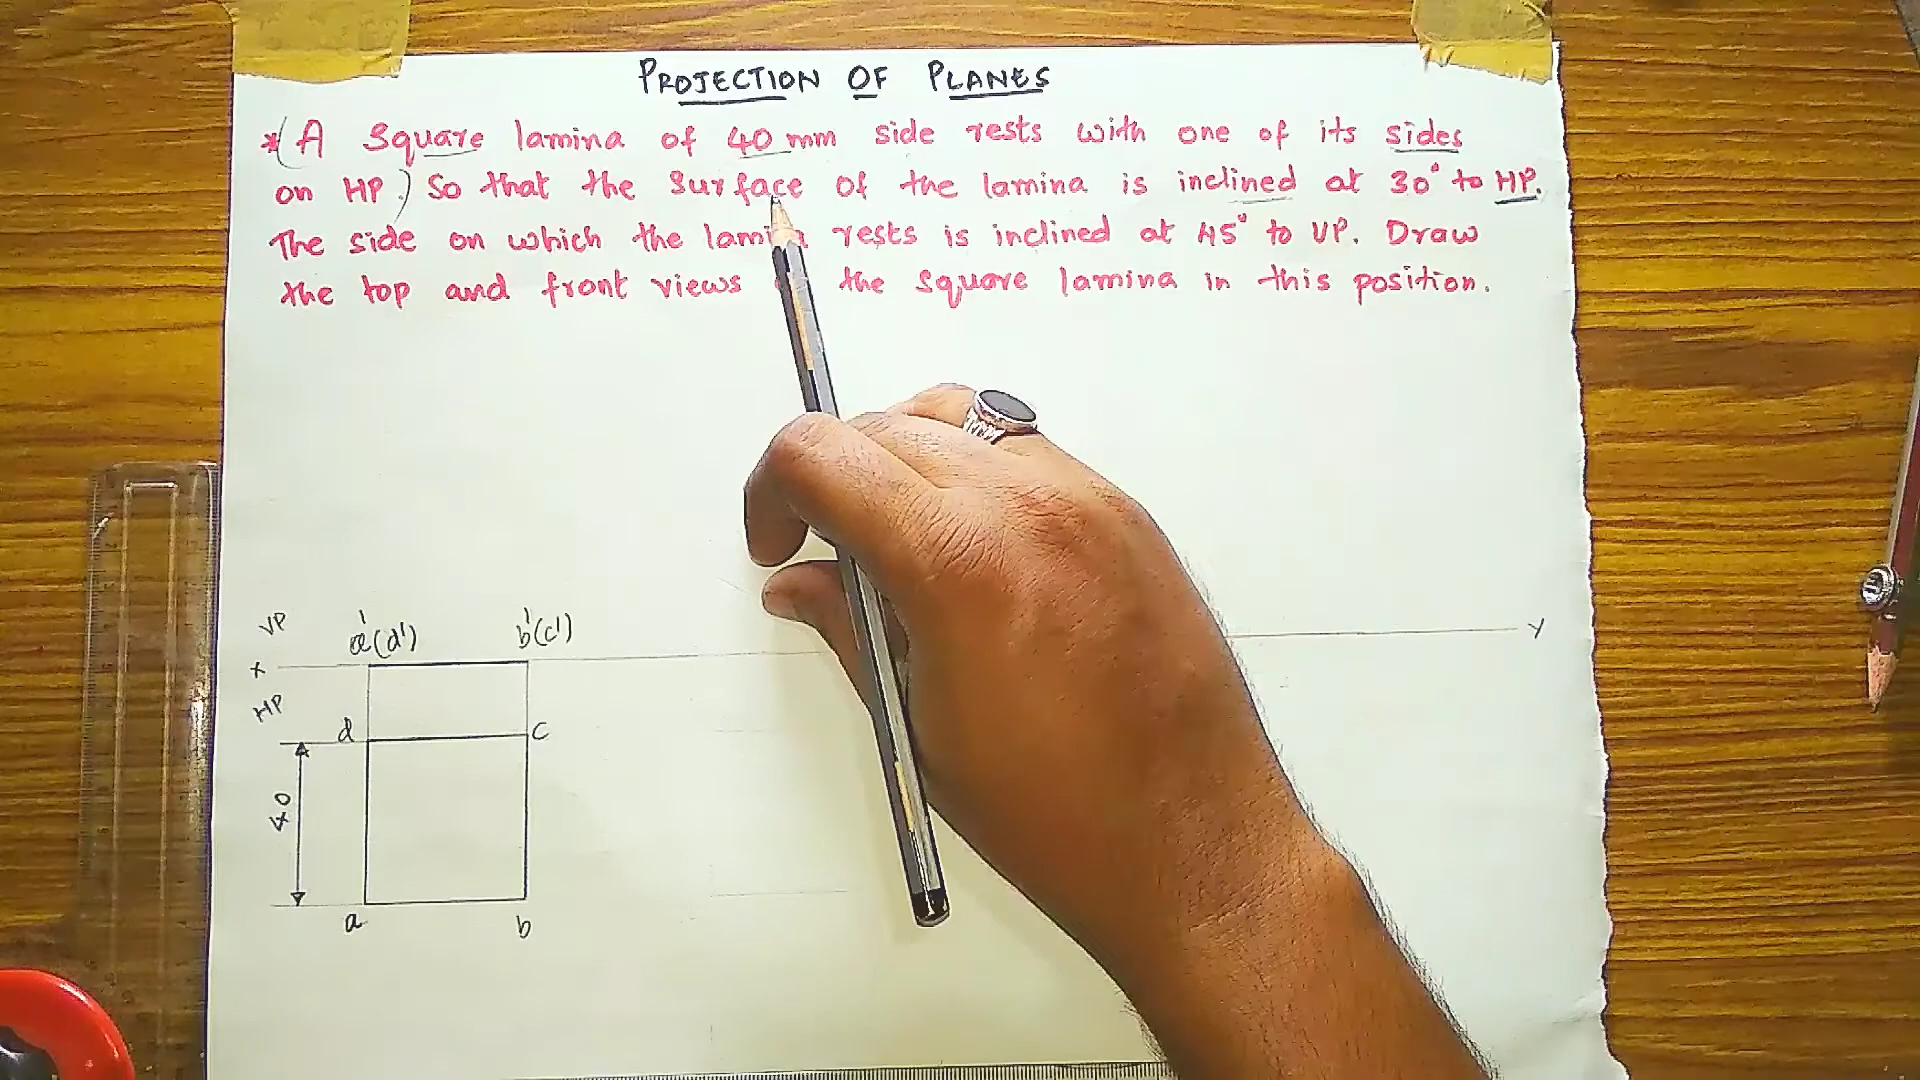 PROJECTION OF PLANES
*(A Square lamina of 40 mm side rests with one of its sides
on HP.) So that the Surface of the lamina is inclined at 30° to HP.
The side on which the lamina rests is inclined at 45° to VP. Draw
the top and front views the square lamina in this position.
VP
a'(d') b'(c')
X Y
HP
d c
40
a b